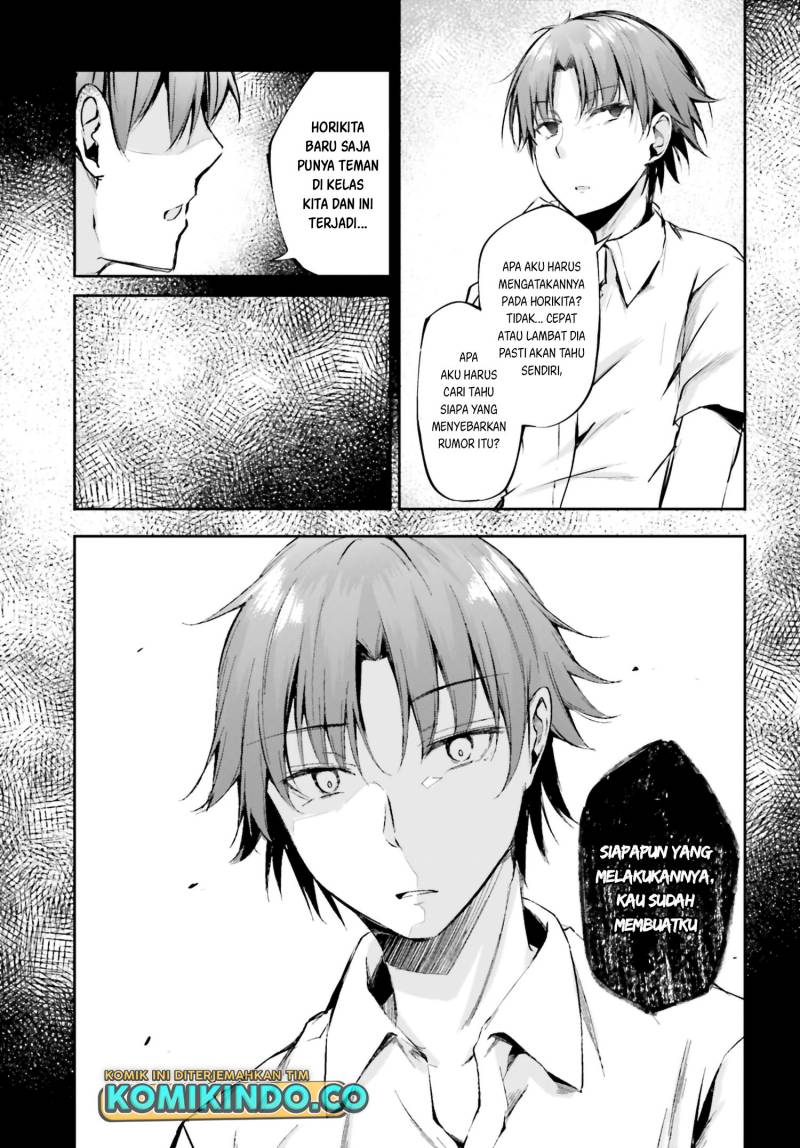 APA AKU HARUS
MENGATAKANNYA
PADA HORIKITA?
TIDAK... CEPAT
ATAU LAMBAT DIA
PASTI AKAN TAHU
SENDIRI,
APA
AKU HARUS
CARI TAHU
SIAPA YANG
MENYEBARKAN
RUMOR ITU?
HORIKITA
BARU SAJA
PUNYA TEMAN
DI KELAS
KITA DAN INI
TERJADI...
SIAPAPUN YANG
MELAKUKANNYA,
KAU SUDAH
MEMBUATKU
KOMIK INI DITERJEMAHKAN TIM
KOMIKINDO.CO